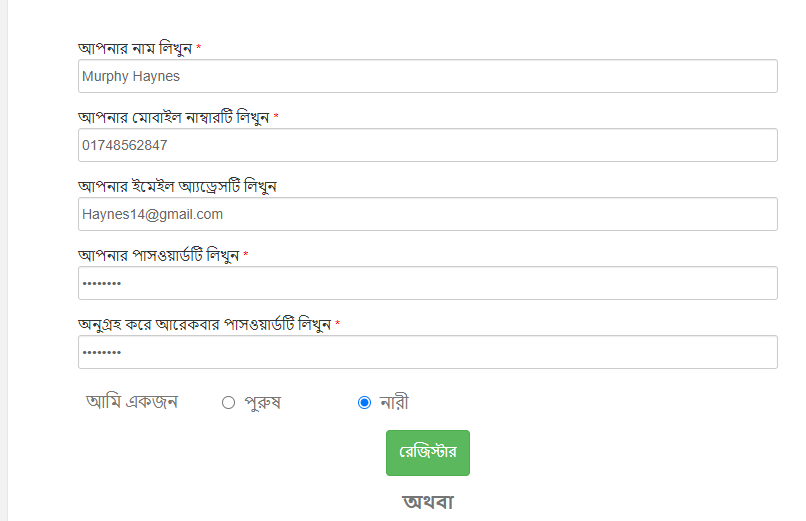 আপনার নাম লিখুন *
Murphy Haynes
আপনার মোবাইল নাম্বারটি লিখুন *
01748562847
আপনার ইমেইল আ্যড্রেসটি লিখুন
Haynes14@gmail.com
আপনার পাসওয়ার্ডটি লিখুন *
••••••••
অনুগ্রহ করে আরেকবার পাসওয়ার্ডটি লিখুন *
••••••••
আমি একজন পুরুষ নারী
রেজিস্টার
অথবা